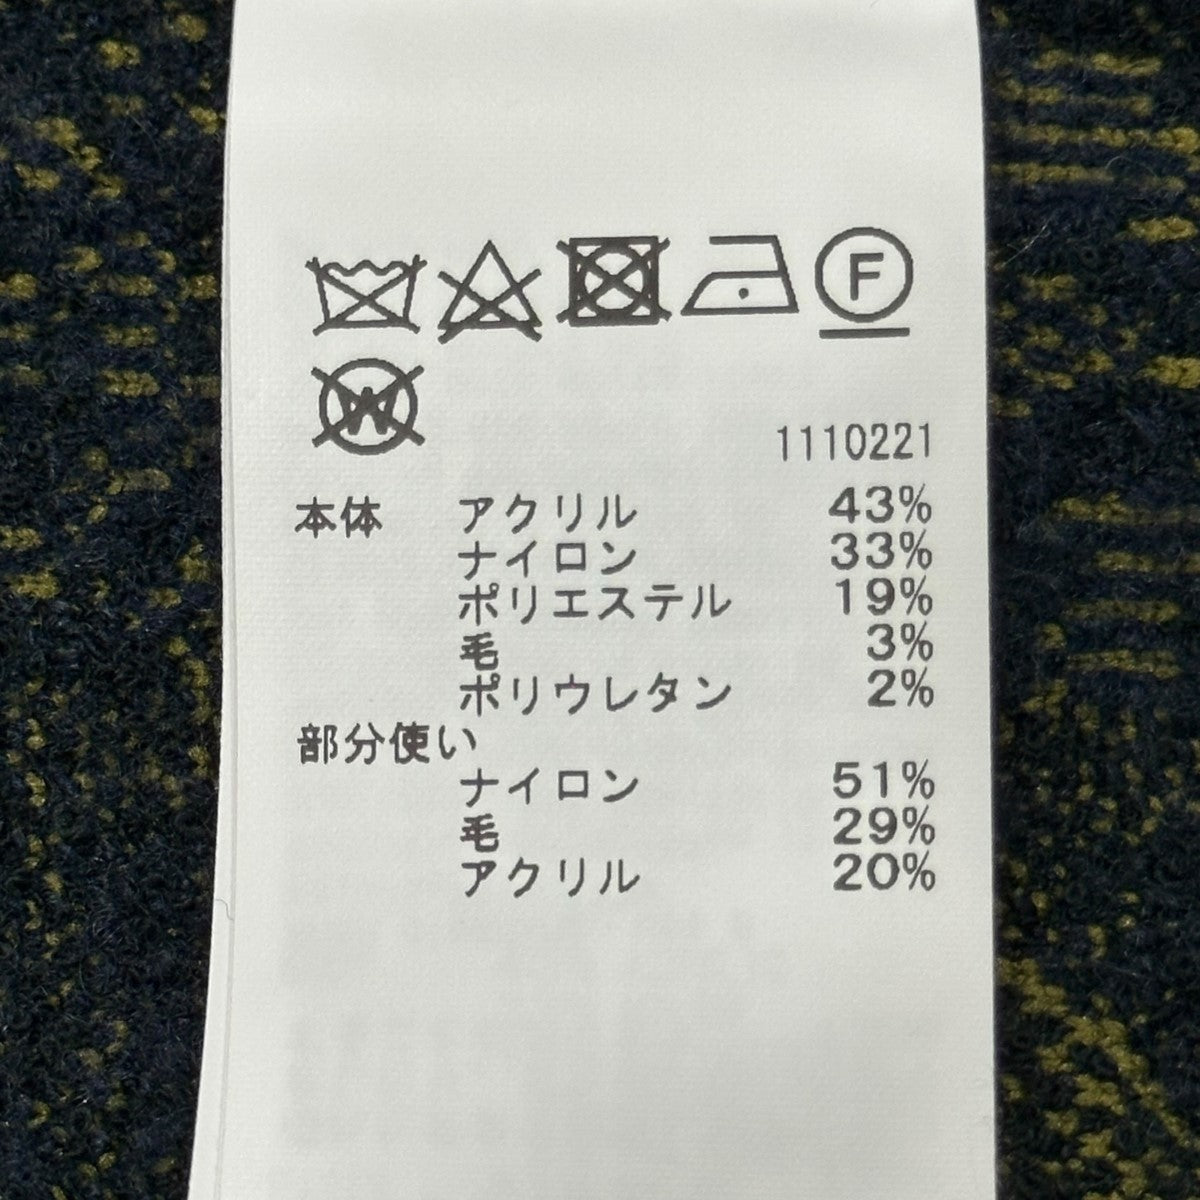 F
W
1110221
本体 アクリル 43%
ナイロン 33%
ポリエステル 19%
毛 3%
ポリウレタン 2%
部分使い
ナイロン 51%
毛 29%
アクリル 20%